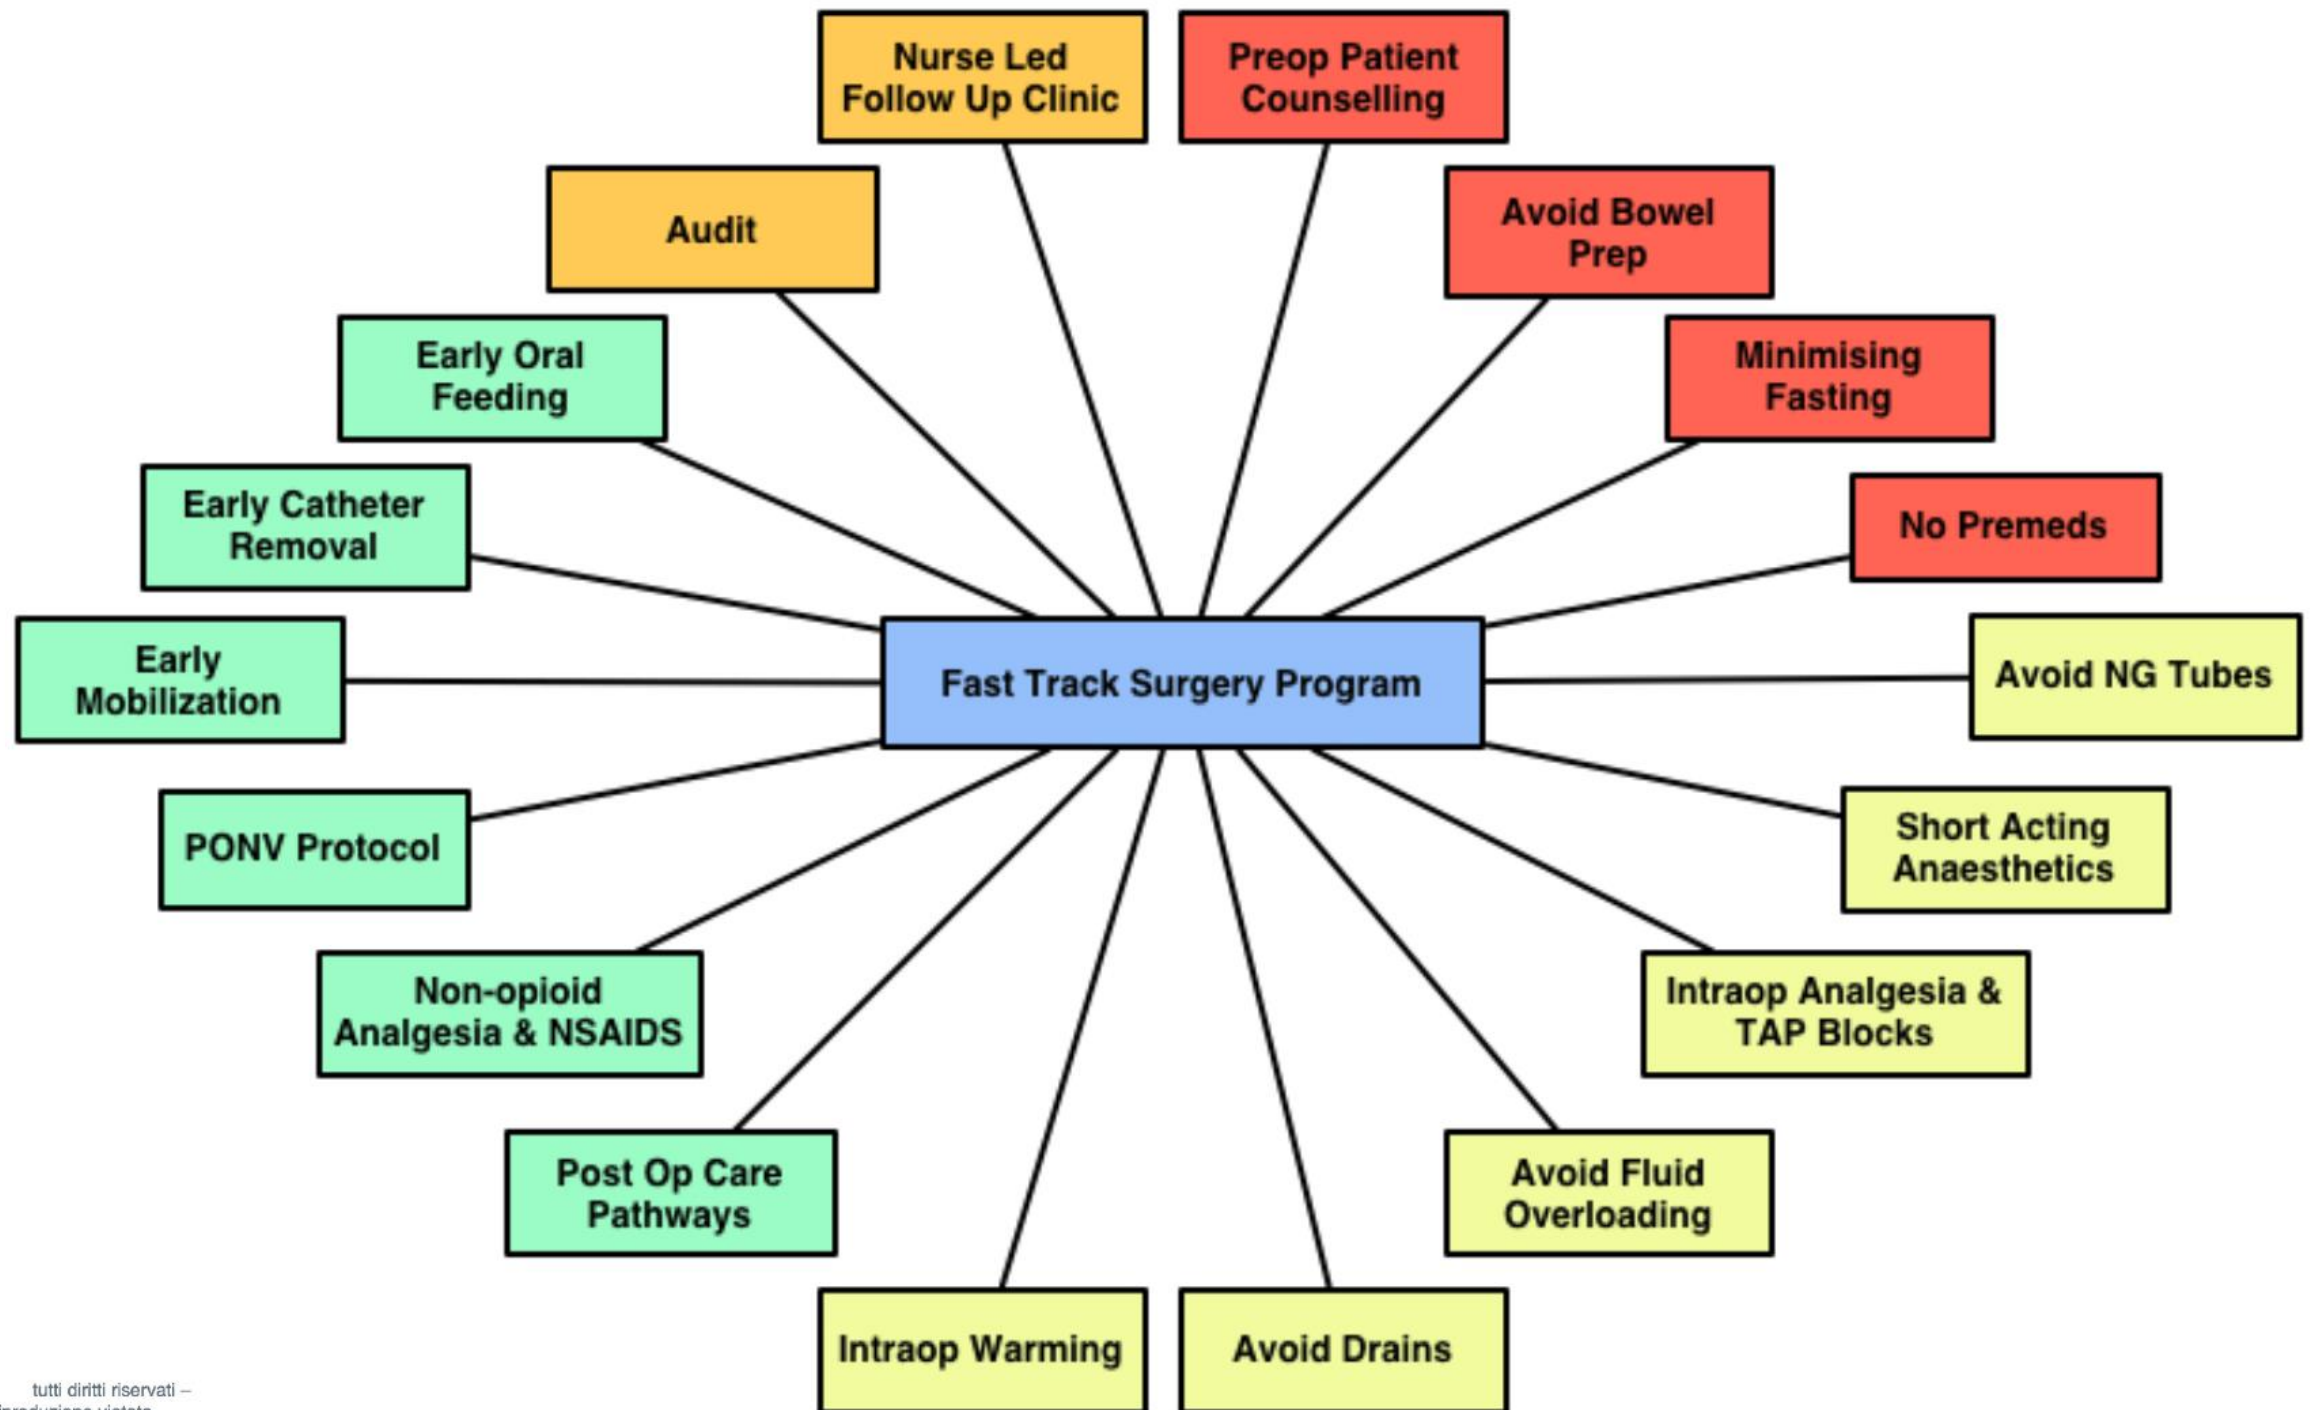 Nurse Led
Follow Up Clinic
Preop Patient
Counselling
Audit
Avoid Bowel
Prep
Early Oral
Feeding
Minimising
Fasting
Early Catheter
Removal
No Premeds
Early
Mobilization
Fast Track Surgery Program
Avoid NG Tubes
PONV Protocol
Short Acting
Anaesthetics
Non-opioid
Analgesia & NSAIDS
Intraop Analgesia &
TAP Blocks
Post Op Care
Pathways
Avoid Fluid
Overloading
Intraop Warming
Avoid Drains
tutti diritti riservati –